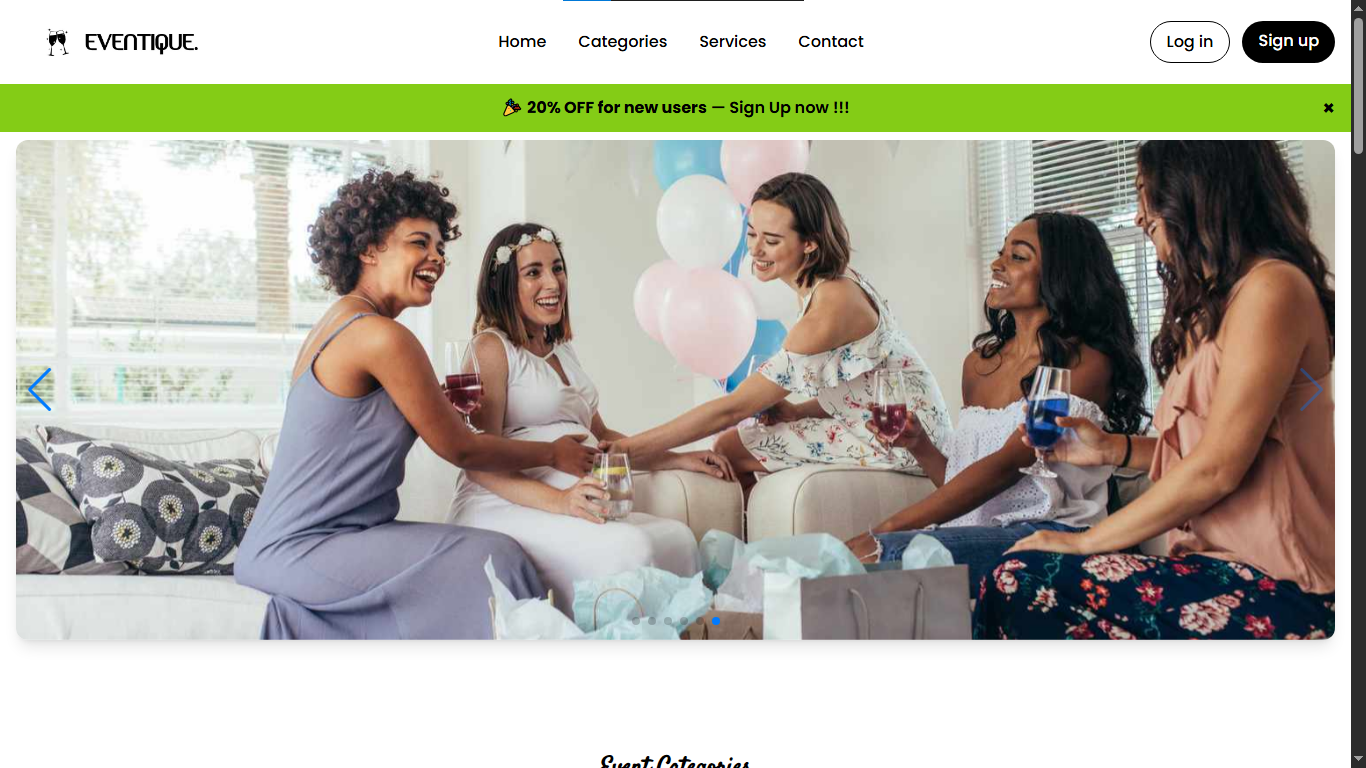 EVENTIQUE.
Home Categories Services Contact
Log in Sign up
🎉 20% OFF for new users — Sign Up now !!!
✖
Event Categories